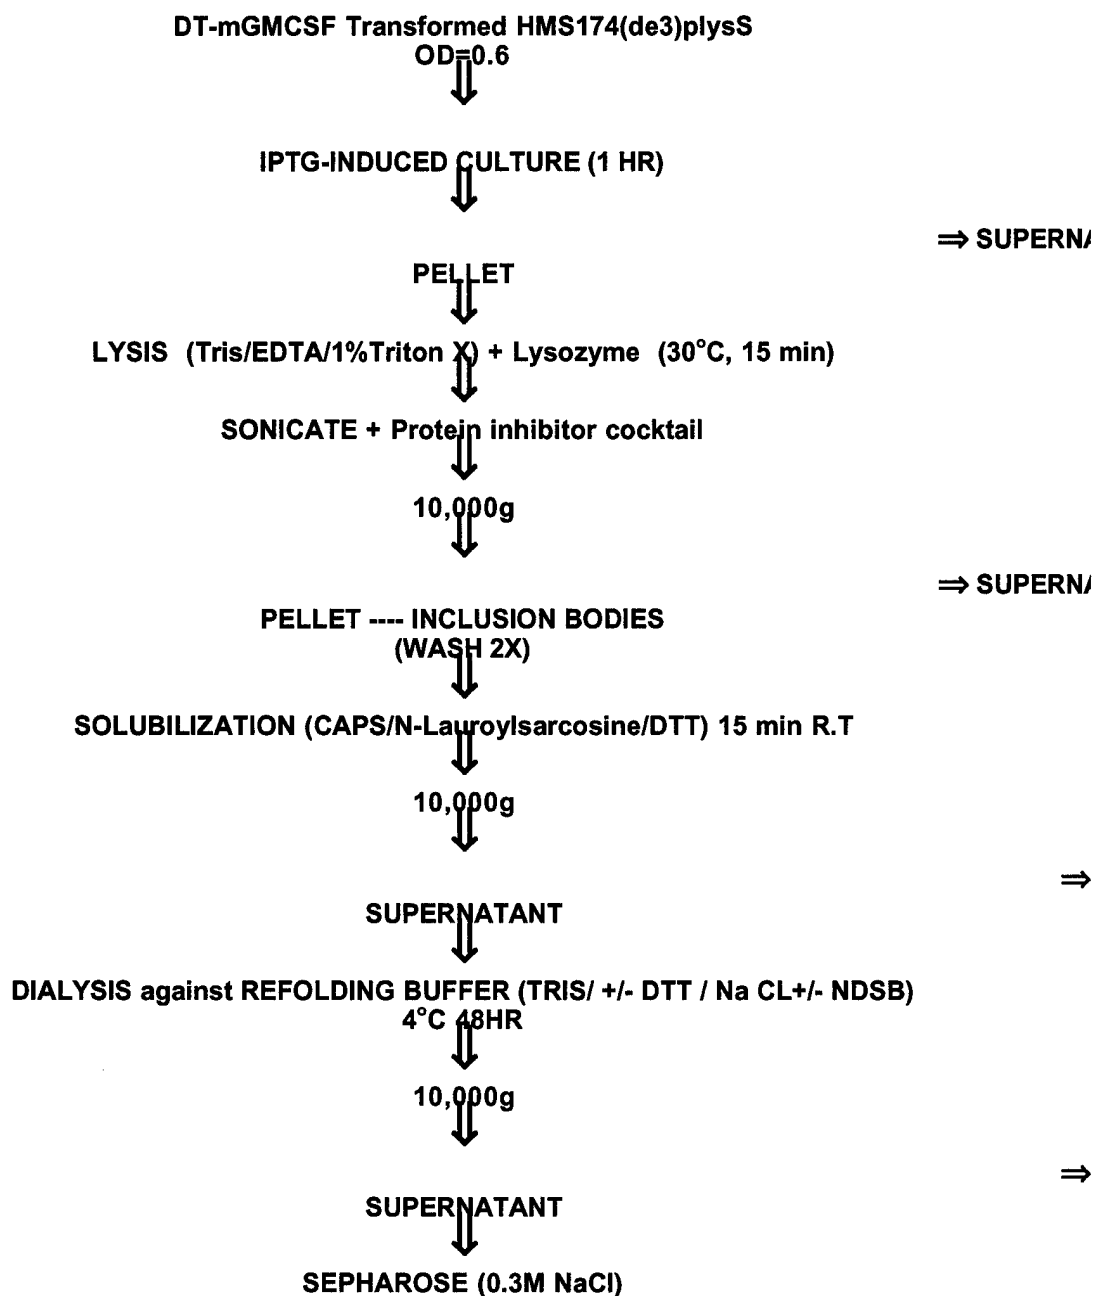 DT-mGMCSF Transformed HMS174(de3)plysS
OD=0.6
⇓
IPTG-INDUCED CULTURE (1 HR)
⇓
⇒ SUPERNA
PELLET
⇓
LYSIS (Tris/EDTA/1%Triton X) + Lysozyme (30°C, 15 min)
⇓
SONICATE + Protein inhibitor cocktail
⇓
10,000g
⇓
⇒ SUPERNA
PELLET ---- INCLUSION BODIES
(WASH 2X)
⇓
SOLUBILIZATION (CAPS/N-Lauroylsarcosine/DTT) 15 min R.T
⇓
10,000g
⇓
⇒
SUPERNATANT
⇓
DIALYSIS against REFOLDING BUFFER (TRIS/ +/- DTT / Na CL+/- NDSB)
4°C 48HR
⇓
10,000g
⇓
⇒
SUPERNATANT
⇓
SEPHAROSE (0.3M NaCl)